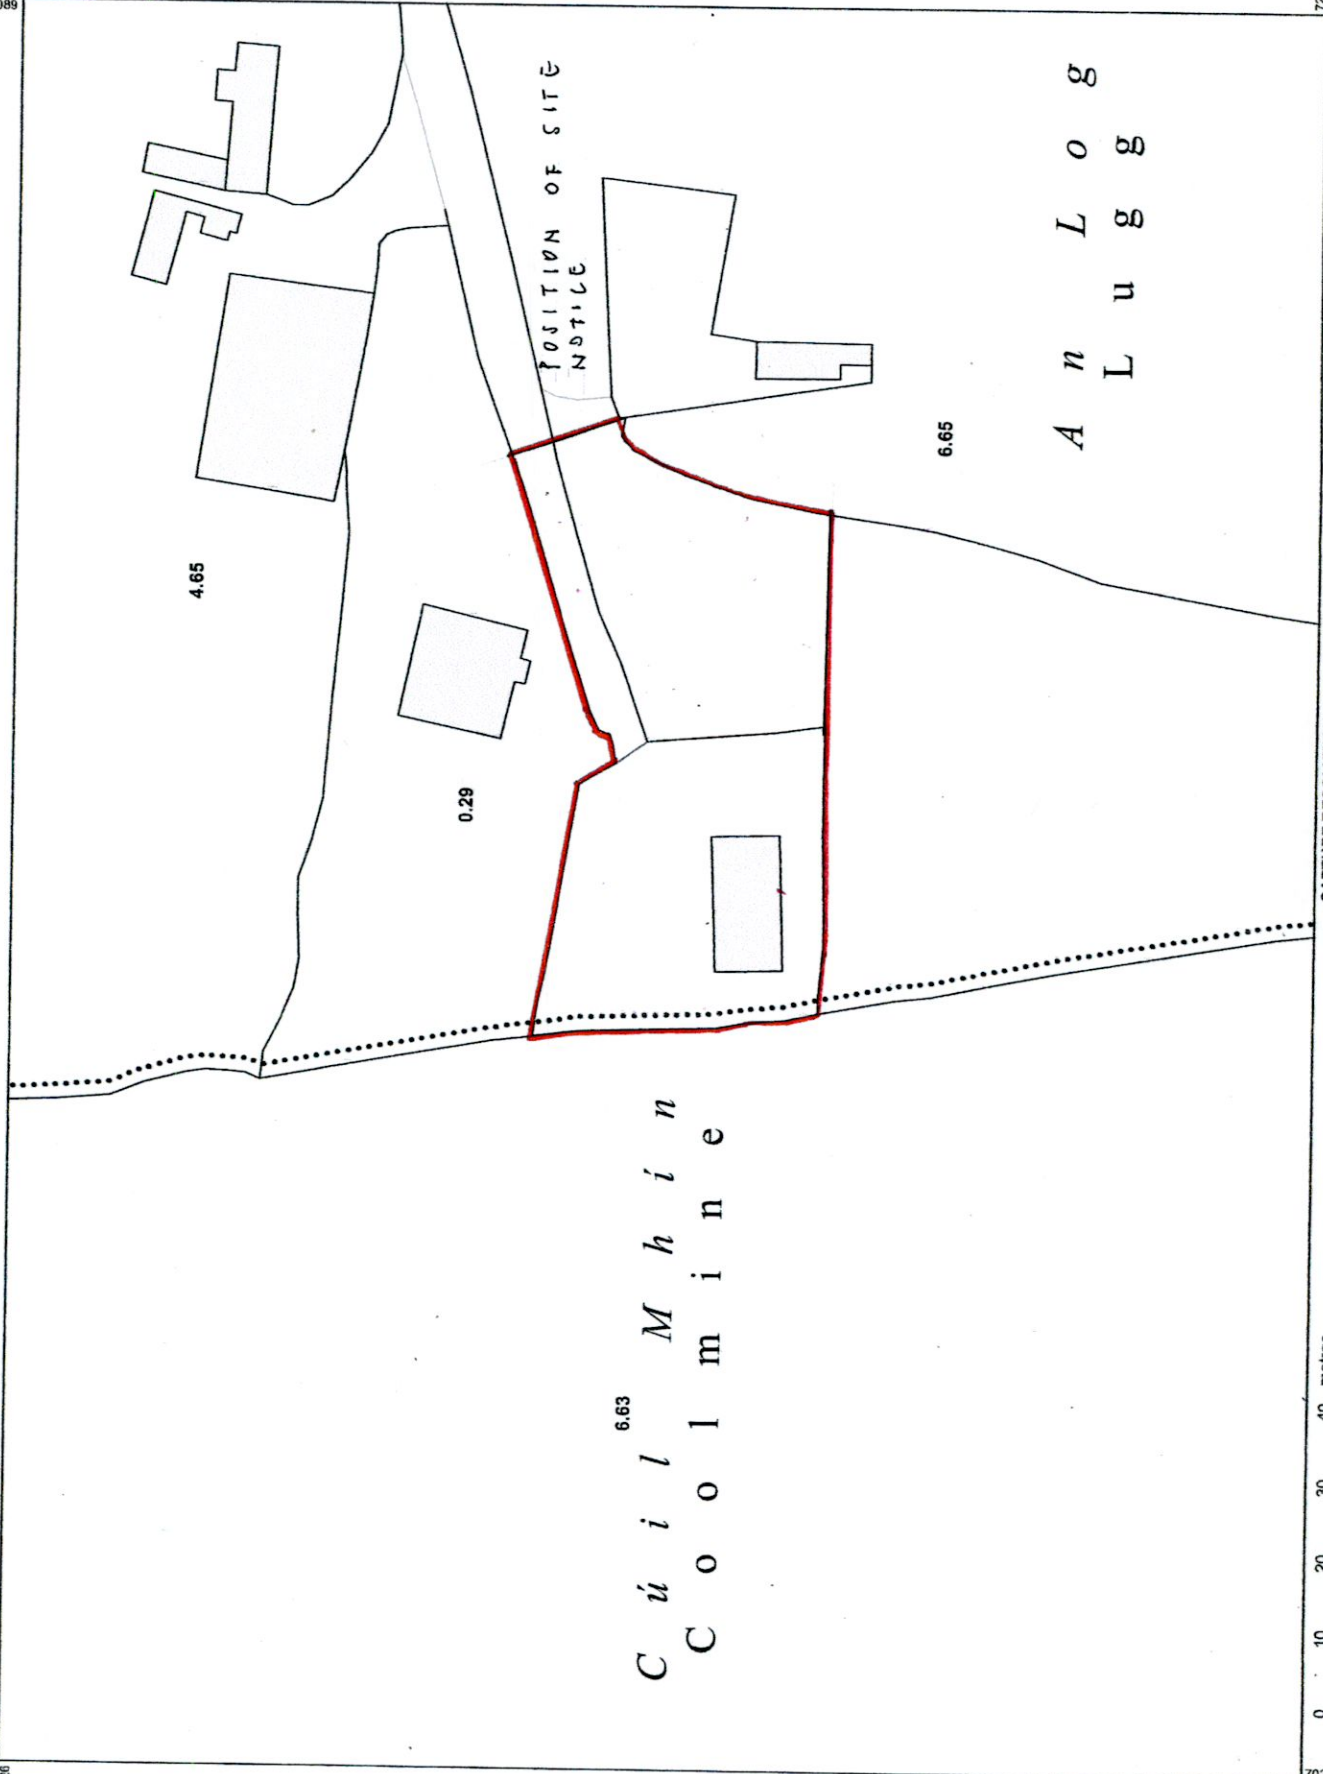 POSITION OF SITE
NOTICE
4.65
0.29
6.65
6.63
An Log
Lugg
Cúil Mhín
Coolmine
0 10 20 30 40